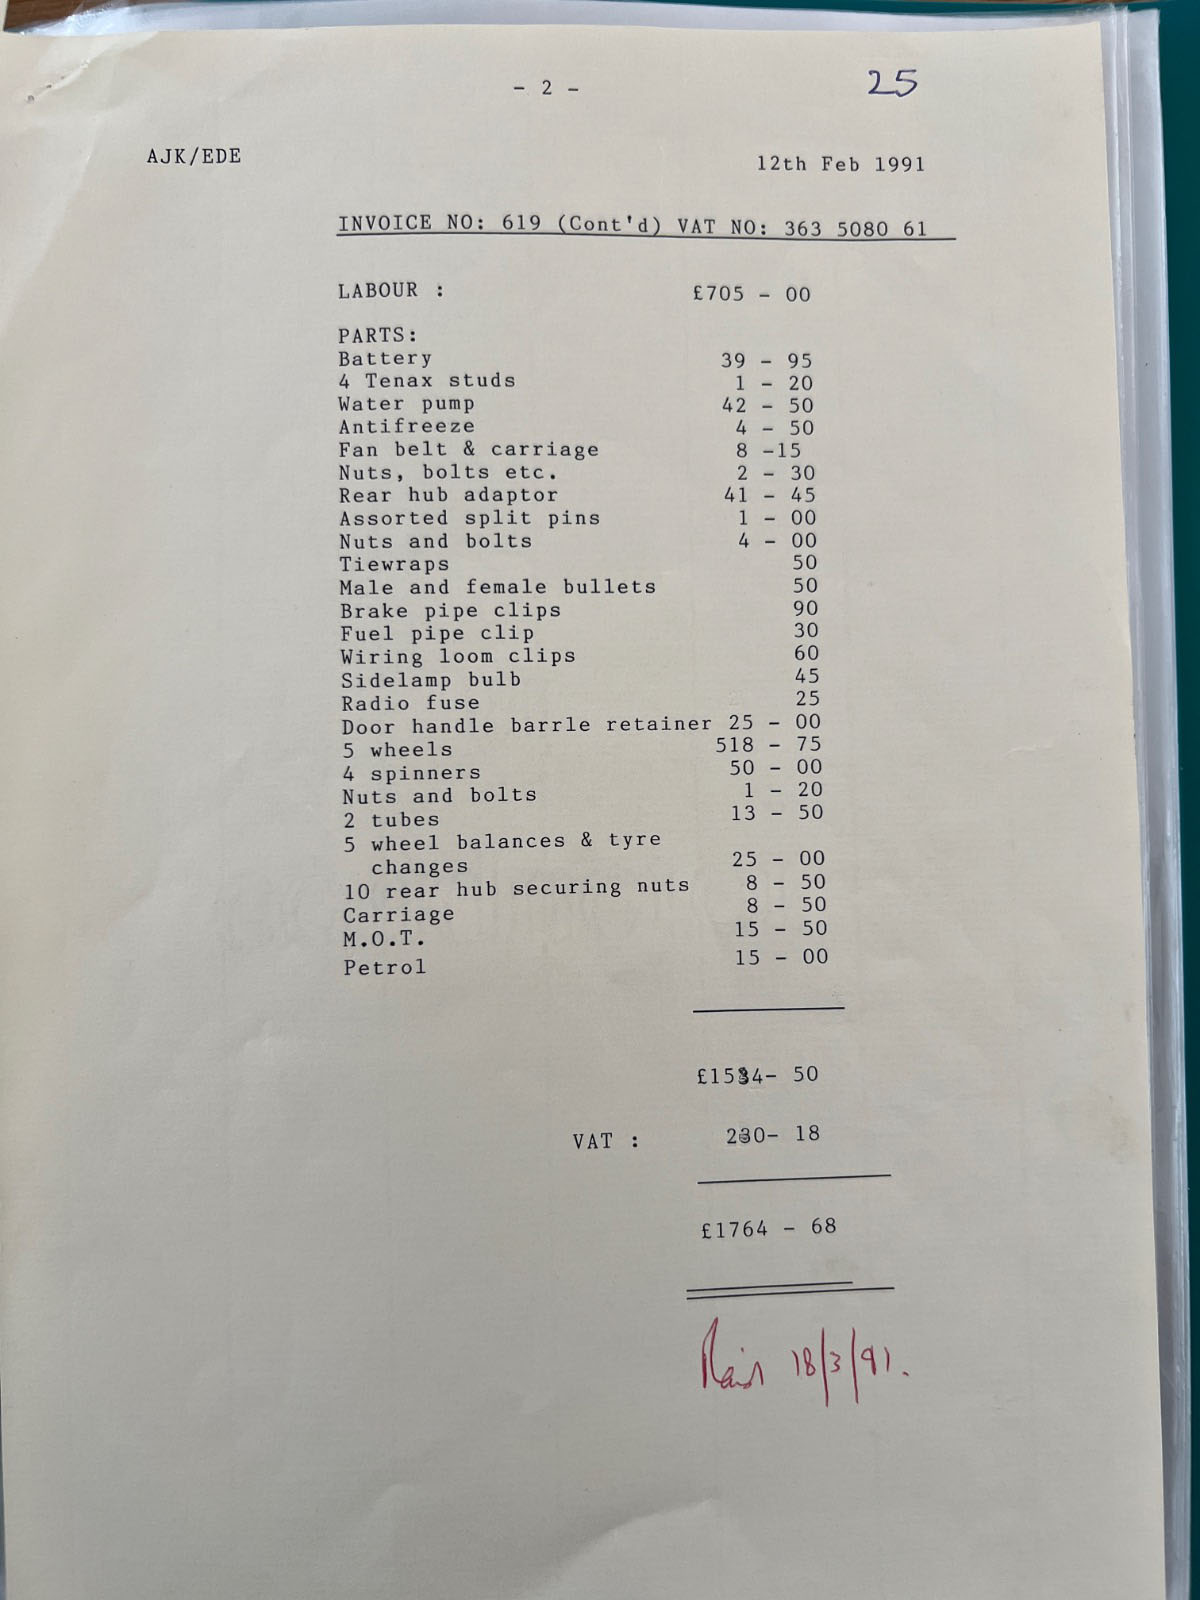 - 2 -
25
AJK/EDE
12th Feb 1991
INVOICE NO: 619 (Cont'd) VAT NO: 363 5080 61
LABOUR : £705 - 00
PARTS:
Battery 39 - 95
4 Tenax studs 1 - 20
Water pump 42 - 50
Antifreeze 4 - 50
Fan belt & carriage 8 -15
Nuts, bolts etc. 2 - 30
Rear hub adaptor 41 - 45
Assorted split pins 1 - 00
Nuts and bolts 4 - 00
Tiewraps 50
Male and female bullets 50
Brake pipe clips 90
Fuel pipe clip 30
Wiring loom clips 60
Sidelamp bulb 45
Radio fuse 25
Door handle barrle retainer 25 - 00
5 wheels 518 - 75
4 spinners 50 - 00
Nuts and bolts 1 - 20
2 tubes 13 - 50
5 wheel balances & tyre
changes 25 - 00
10 rear hub securing nuts 8 - 50
Carriage 8 - 50
M.O.T. 15 - 50
Petrol 15 - 00
£1534- 50
VAT : 230- 18
£1764 - 68
Paid 18/3/91.